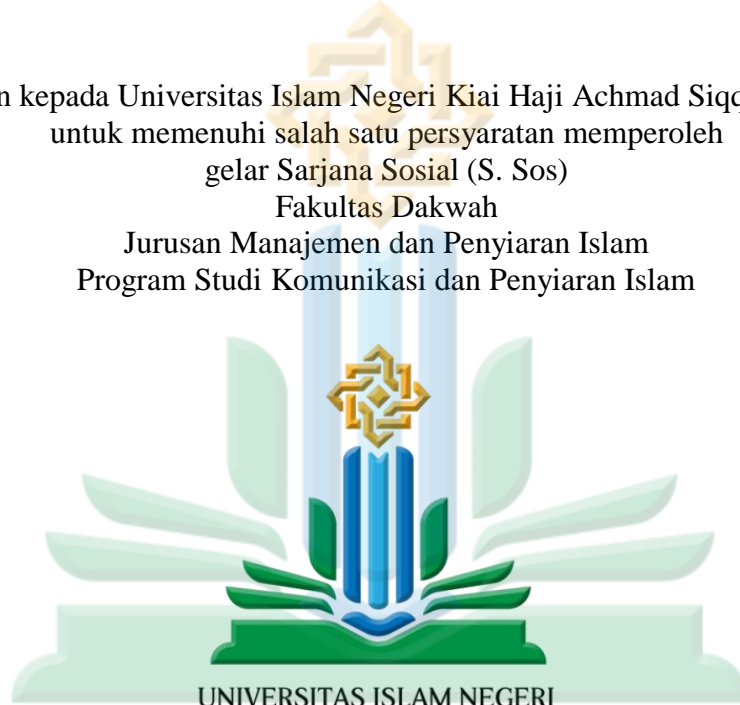 n kepada Universitas Islam Negeri Kiai Haji Achmad Siqq
untuk memenuhi salah satu persyaratan memperoleh
gelar Sarjana Sosial (S. Sos)
Fakultas Dakwah
Jurusan Manajemen dan Penyiaran Islam
Program Studi Komunikasi dan Penyiaran Islam
UNIVERSITAS ISLAM NEGERI